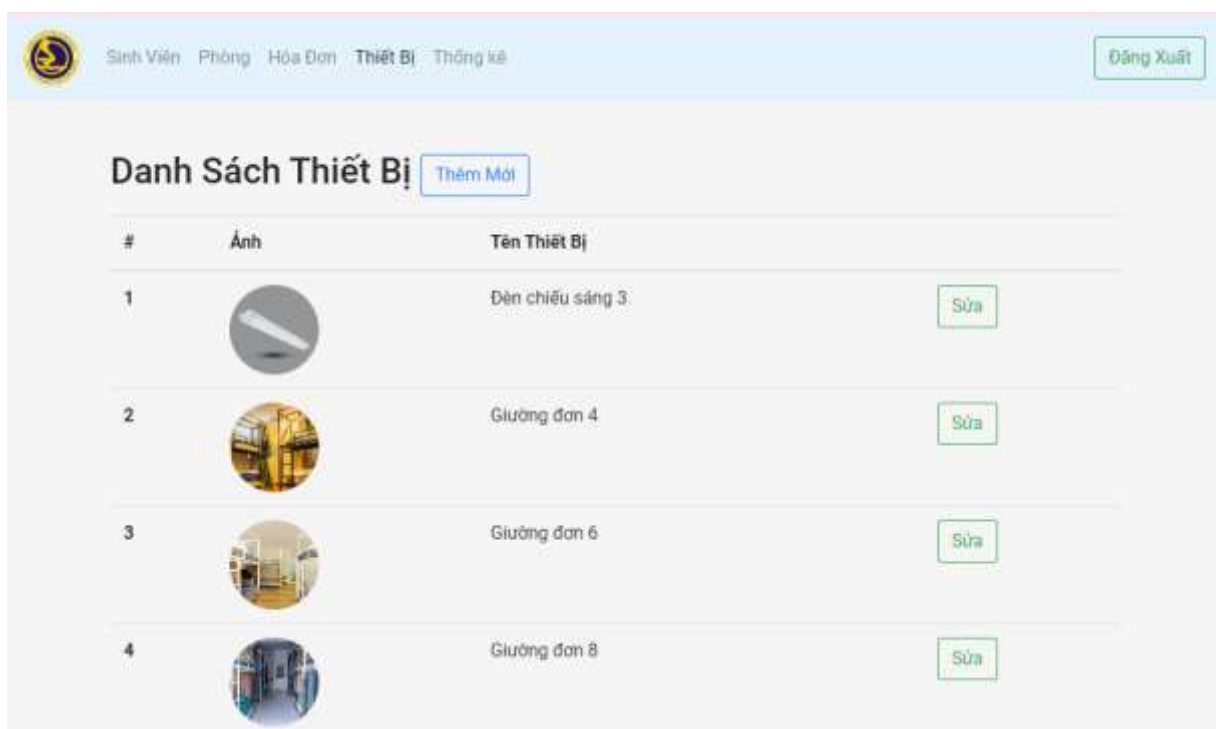 Sinh Viên Phòng Hóa Đơn Thiết Bị Thống kê Đăng Xuất
Danh Sách Thiết Bị Thêm Mới
# Ảnh Tên Thiết Bị
1 Đèn chiếu sáng 3 Sửa
2 Giường đơn 4 Sửa
3 Giường đơn 6 Sửa
4 Giường đơn 8 Sửa